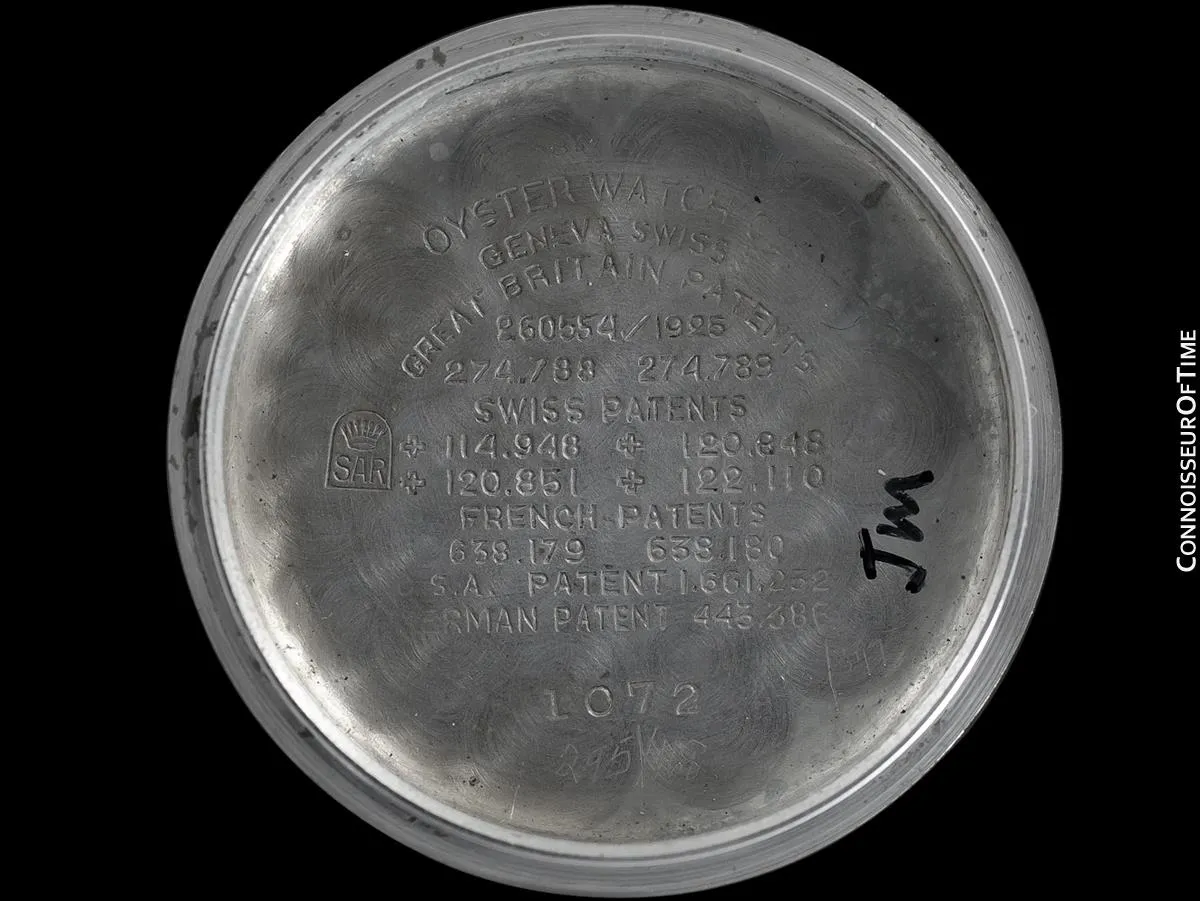 OYSTER WATCH
GENEVA SWISS
GREAT BRITAIN PATENTS
260554/1925
274.788 274.789
SWISS PATENTS
SAR
+ 114.948 + 120.848
+ 120.851 + 122.110
FRENCH-PATENTS
638.179 638.180
S.A. PATENT 1.661.232
RMAN PATENT 443.386
1072
Jm
CONNOISSEUROFTIME